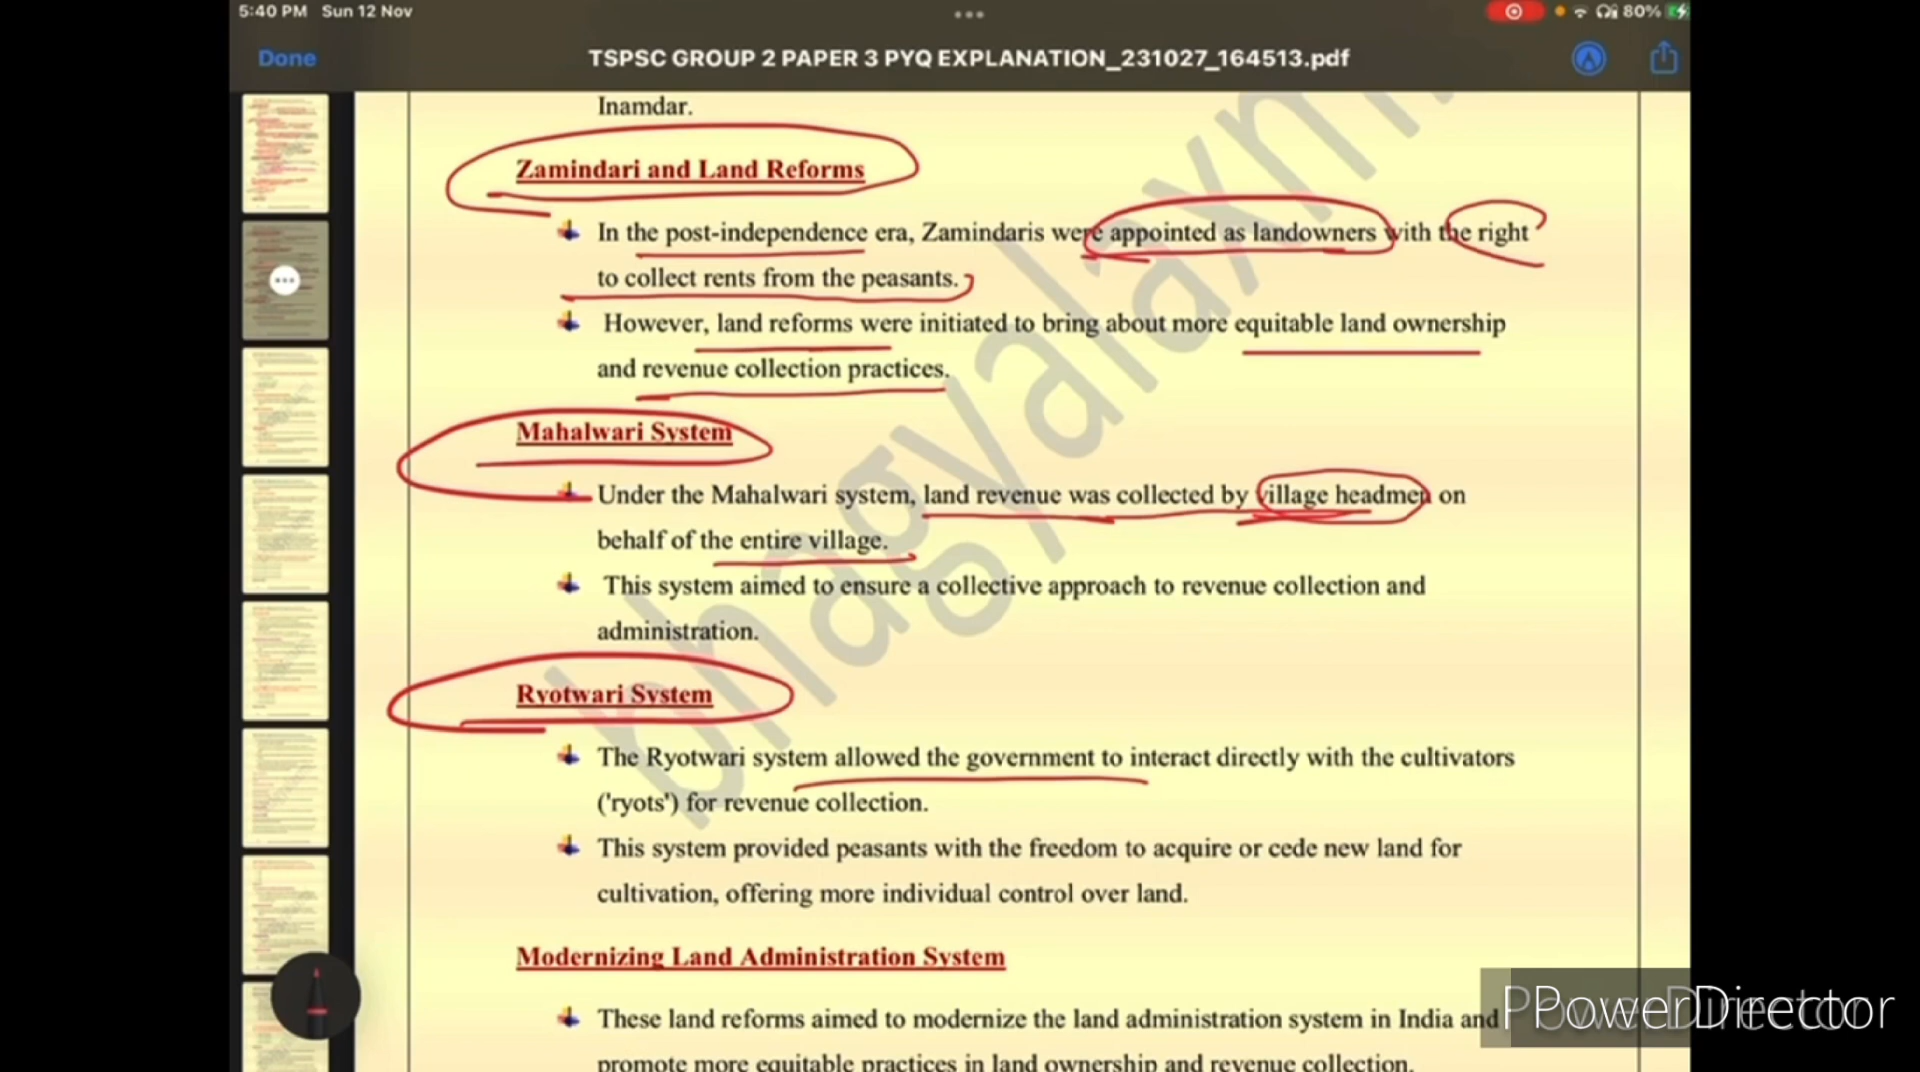 5:40 PM Sun 12 Nov
80%
Done
TSPSC GROUP 2 PAPER 3 PYQ EXPLANATION_231027_164513.pdf
Inamdar.
Zamindari and Land Reforms
In the post-independence era, Zamindaris were appointed as landowners with the right
to collect rents from the peasants.
However, land reforms were initiated to bring about more equitable land ownership
and revenue collection practices.
Mahalwari System
Under the Mahalwari system, land revenue was collected by village headmen on
behalf of the entire village.
This system aimed to ensure a collective approach to revenue collection and
administration.
Ryotwari System
The Ryotwari system allowed the government to interact directly with the cultivators
('ryots') for revenue collection.
This system provided peasants with the freedom to acquire or cede new land for
cultivation, offering more individual control over land.
Modernizing Land Administration System
These land reforms aimed to modernize the land administration system in India and
promote more equitable practices in land ownership and revenue collection.
bhagyalaxm
PowerDirector